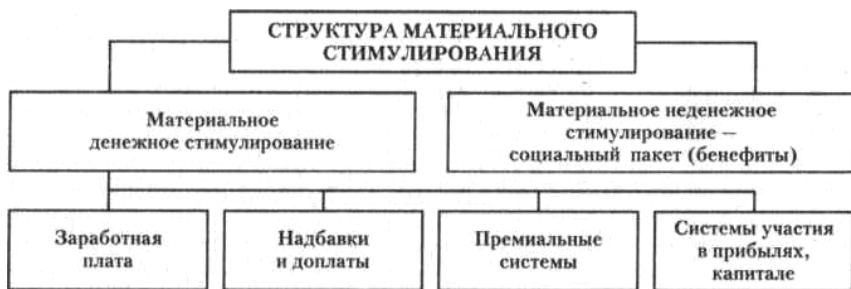 СТРУКТУРА МАТЕРИАЛЬНОГО
СТИМУЛИРОВАНИЯ
Материальное
денежное стимулирование
Материальное неденежное
стимулирование –
социальный пакет (бенефиты)
Заработная
плата
Надбавки
и доплаты
Премиальные
системы
Системы участия
в прибылях,
капитале